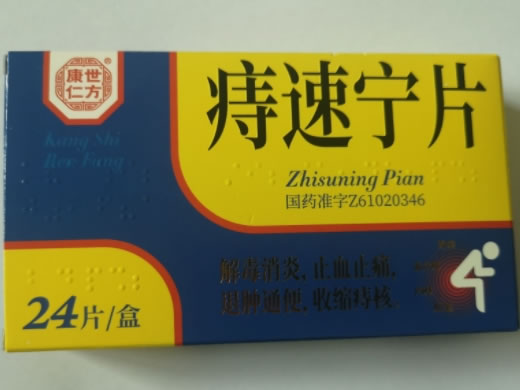 康世
仁方
®
Kang Shi
Ren Fang
痔速宁片
Zhisuning Pian
国药准字Z61020346
解毒消炎,止血止痛,
退肿通便,收缩痔核.
24片/盒